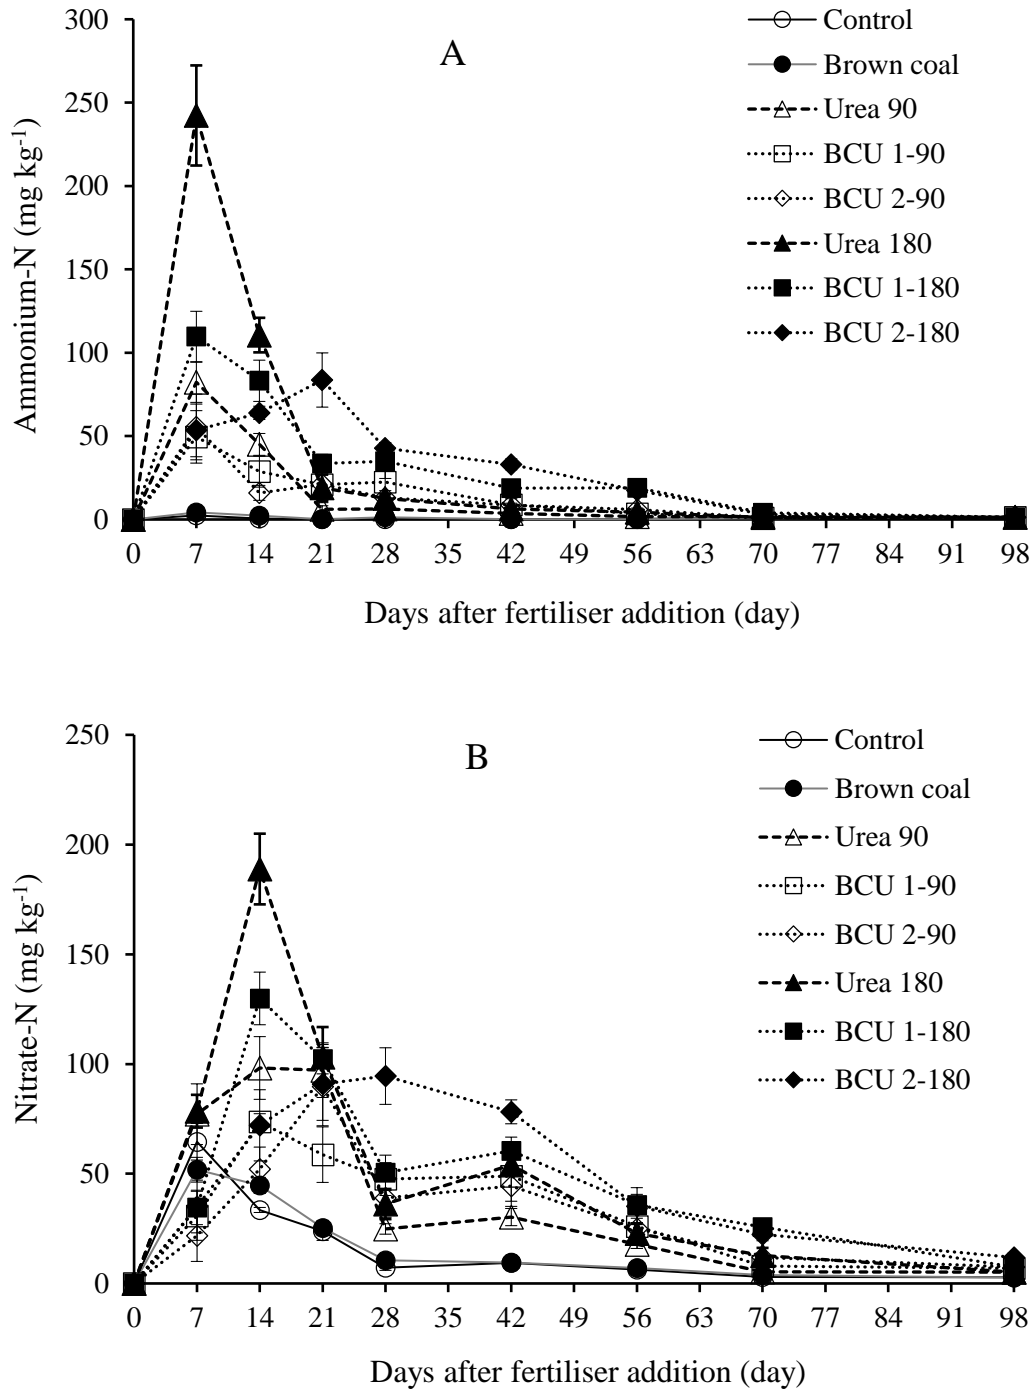 A
Control
Brown coal
Urea 90
BCU 1-90
BCU 2-90
Urea 180
BCU 1-180
BCU 2-180
Ammonium-N (mg kg⁻¹)
300
250
200
150
100
50
0
0 7 14 21 28 35 42 49 56 63 70 77 84 91 98
Days after fertiliser addition (day)
B
Control
Brown coal
Urea 90
BCU 1-90
BCU 2-90
Urea 180
BCU 1-180
BCU 2-180
Nitrate-N (mg kg⁻¹)
250
200
150
100
50
0
0 7 14 21 28 35 42 49 56 63 70 77 84 91 98
Days after fertiliser addition (day)